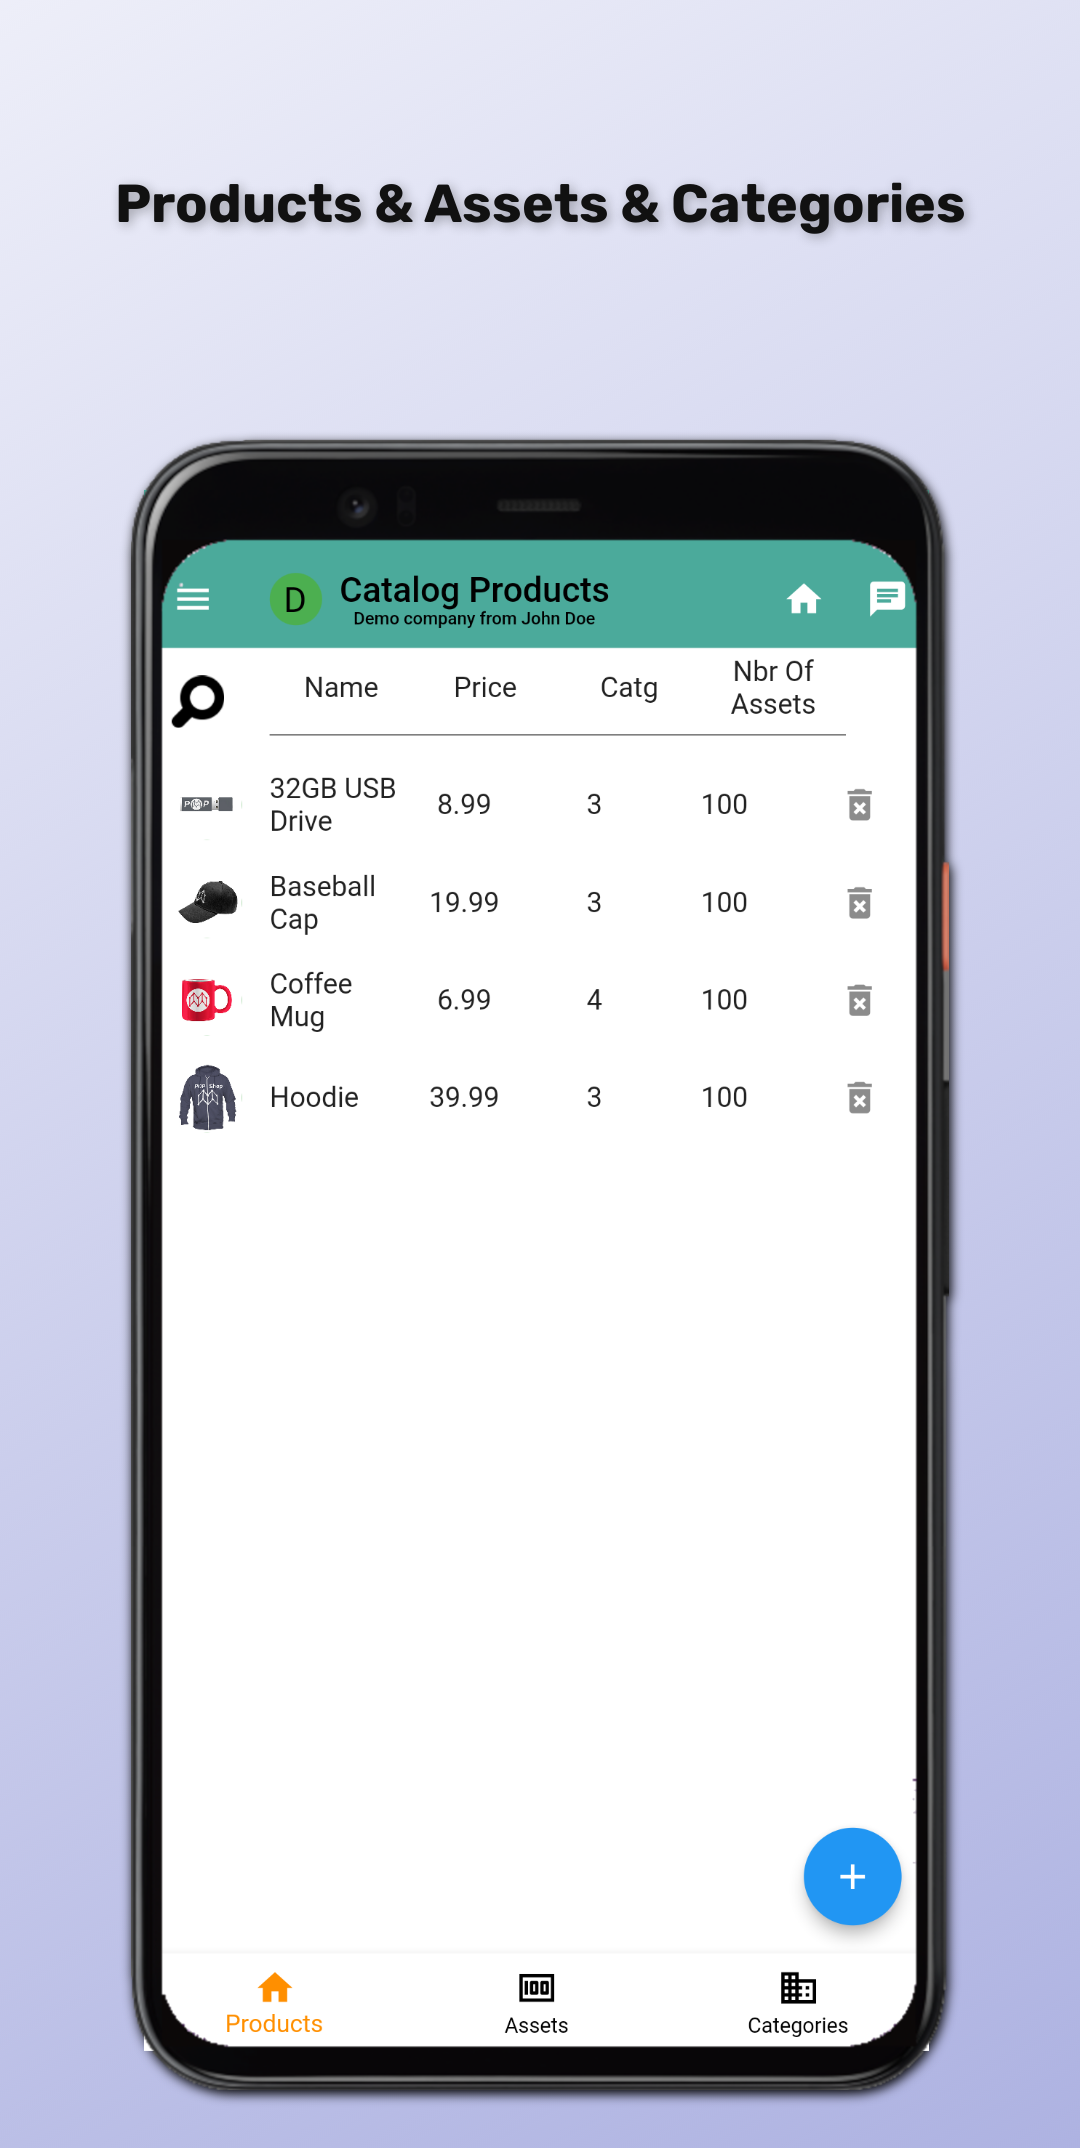 Products & Assets & Categories
D
Catalog Products
Demo company from John Doe
Name Price Catg Nbr Of
Assets
32GB USB
Drive
8.99 3 100
Baseball
Cap
19.99 3 100
Coffee
Mug
6.99 4 100
Hoodie 39.99 3 100
Products Assets Categories